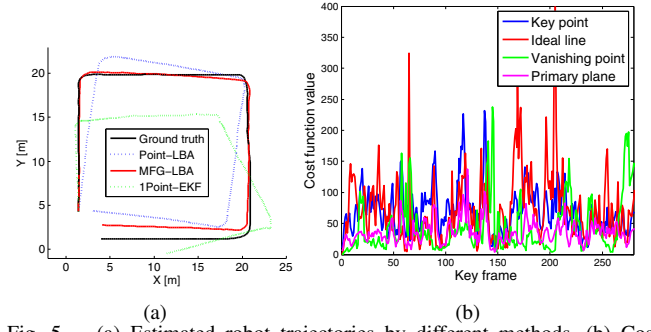 20
15
10
5
0
Y [m]
0
5
10
15
20
25
X [m]
Ground truth
Point−LBA
MFG−LBA
1Point−EKF
(a)
400
350
300
250
200
150
100
50
0
Cost function value
0
50
100
150
200
250
Key frame
Key point
Ideal line
Vanishing point
Primary plane
(b)
Fig. 5. (a) Estimated robot trajectories by different methods. (b) Cos